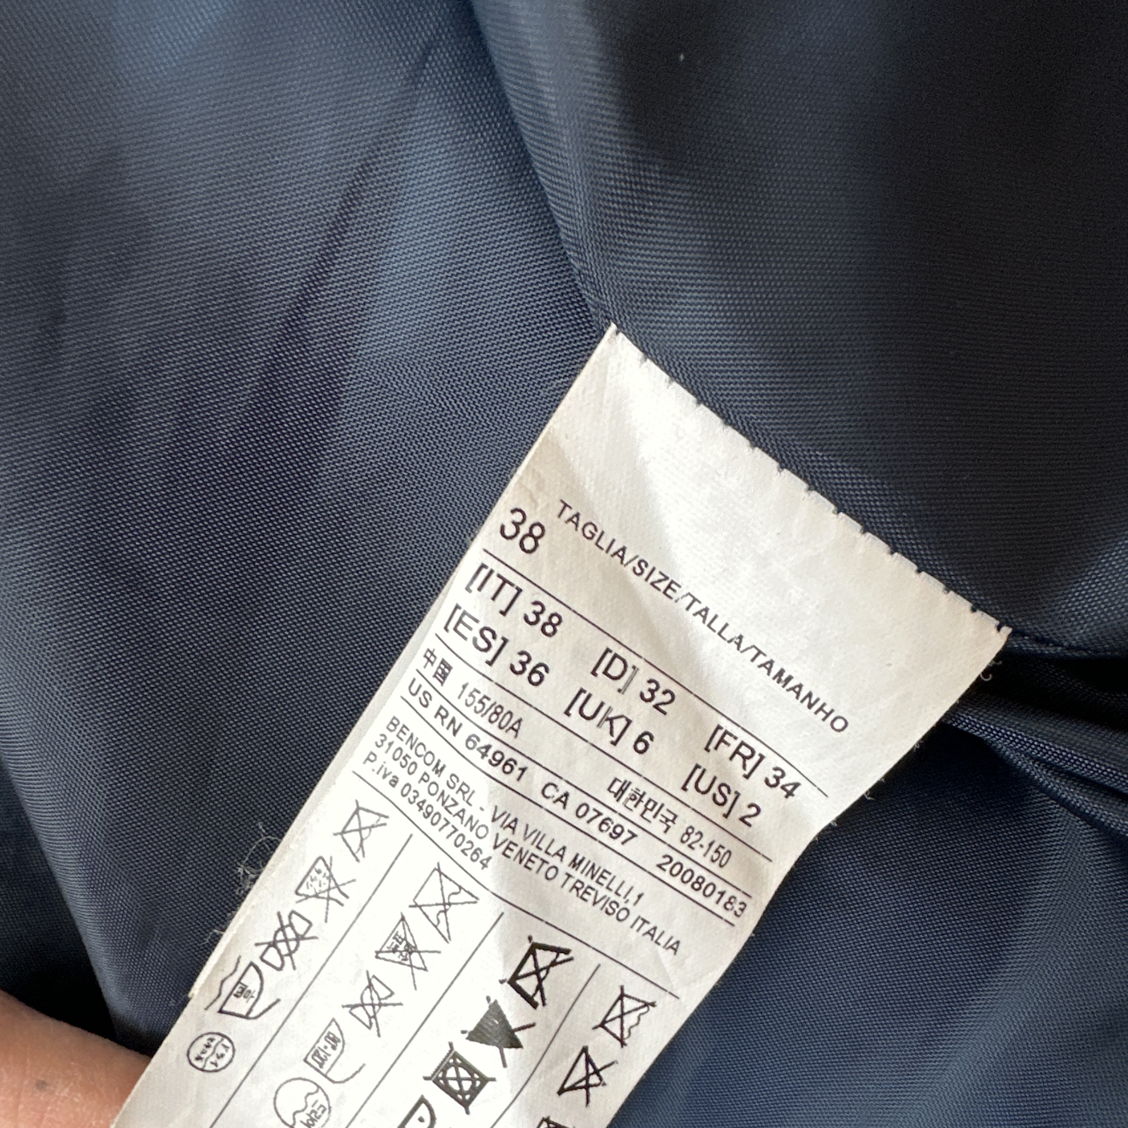 TAGLIA/SIZE/TALLA/TAMANHO
38
[IT] 38 [D] 32 [FR] 34
[ES] 36 [UK] 6 [US] 2
中国 155/80A 대한민국 82-150
US RN 64961 CA 07697 20080183
BENCOM SRL - VIA VILLA MINELLI,1
31050 PONZANO VENETO TREVISO ITALIA
P.iva 03490770264